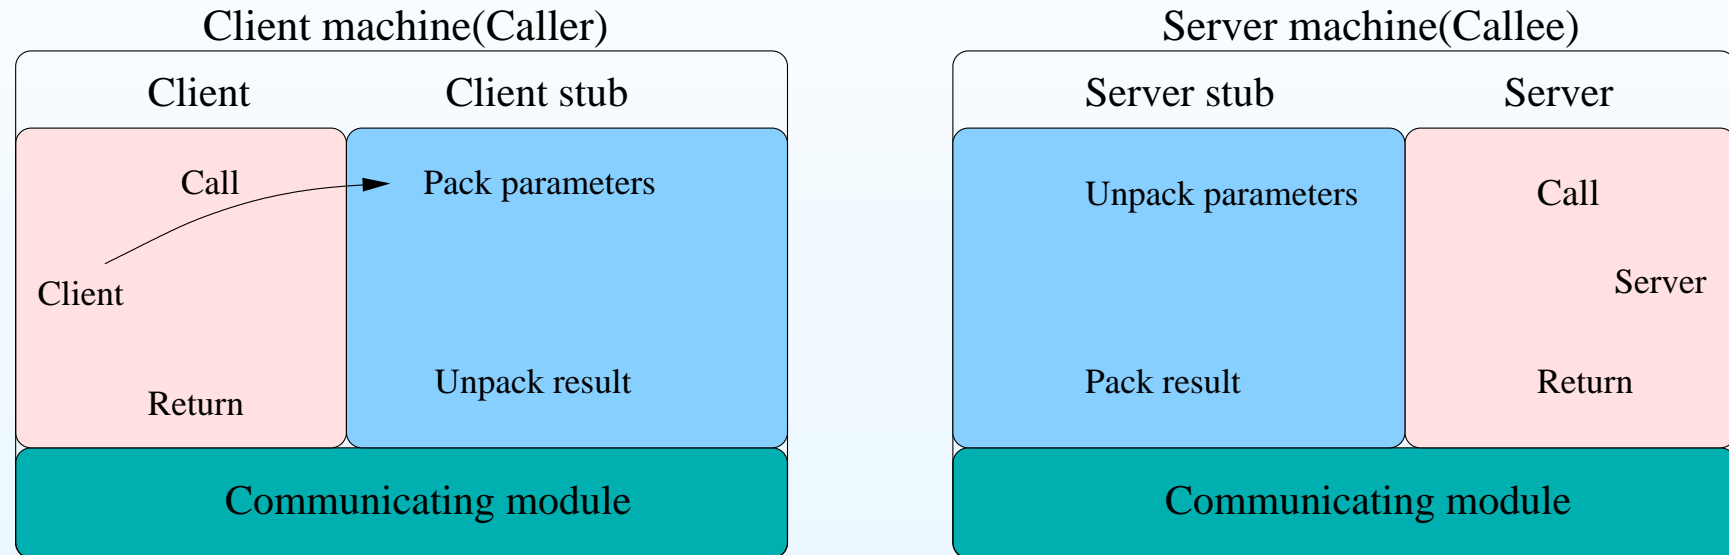 Client machine(Caller)
Client
Client stub
Call
Pack parameters
Client
Unpack result
Return
Communicating module
Server machine(Callee)
Server stub
Server
Unpack parameters
Call
Server
Pack result
Return
Communicating module